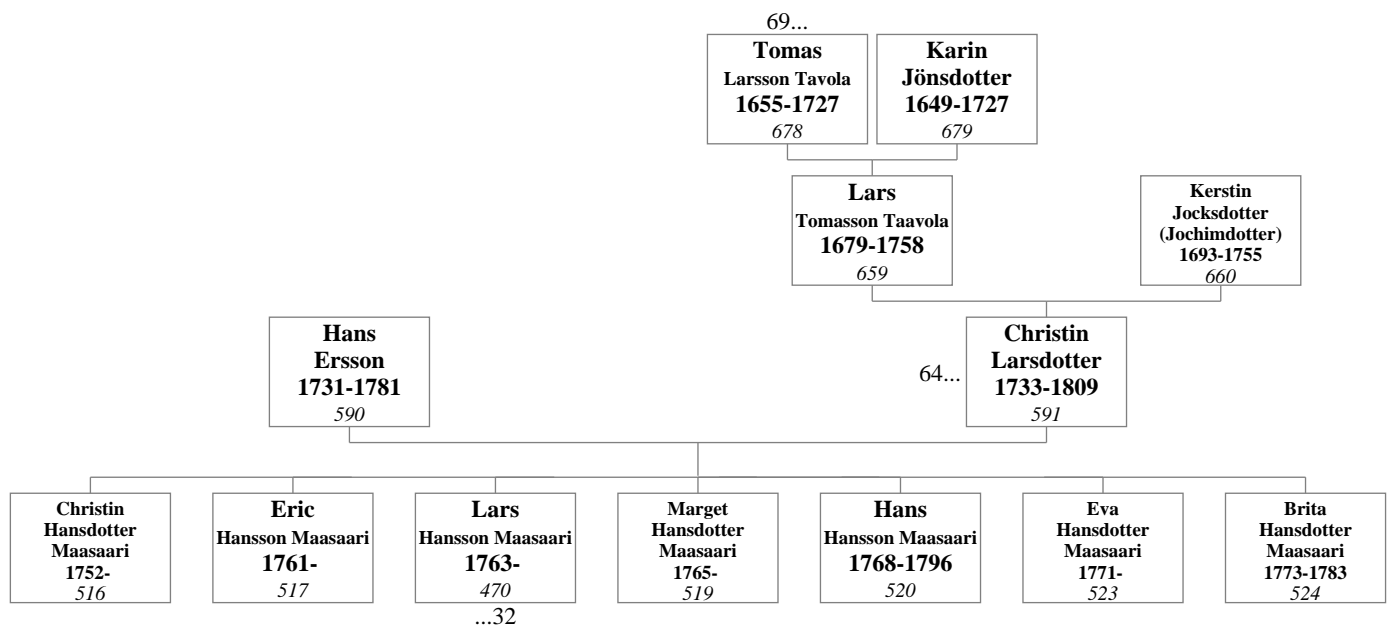 69...
Tomas
Larsson Tavola
1655-1727
678
Karin
Jönsdotter
1649-1727
679
Lars
Tomasson Taavola
1679-1758
659
Kerstin
Jocksdotter
(Jochimdotter)
1693-1755
660
Hans
Ersson
1731-1781
590
64...
Christin
Larsdotter
1733-1809
591
Christin
Hansdotter
Maasaari
1752-
516
Eric
Hansson Maasaari
1761-
517
Lars
Hansson Maasaari
1763-
470
...32
Marget
Hansdotter
Maasaari
1765-
519
Hans
Hansson Maasaari
1768-1796
520
Eva
Hansdotter
Maasaari
1771-
523
Brita
Hansdotter
Maasaari
1773-1783
524